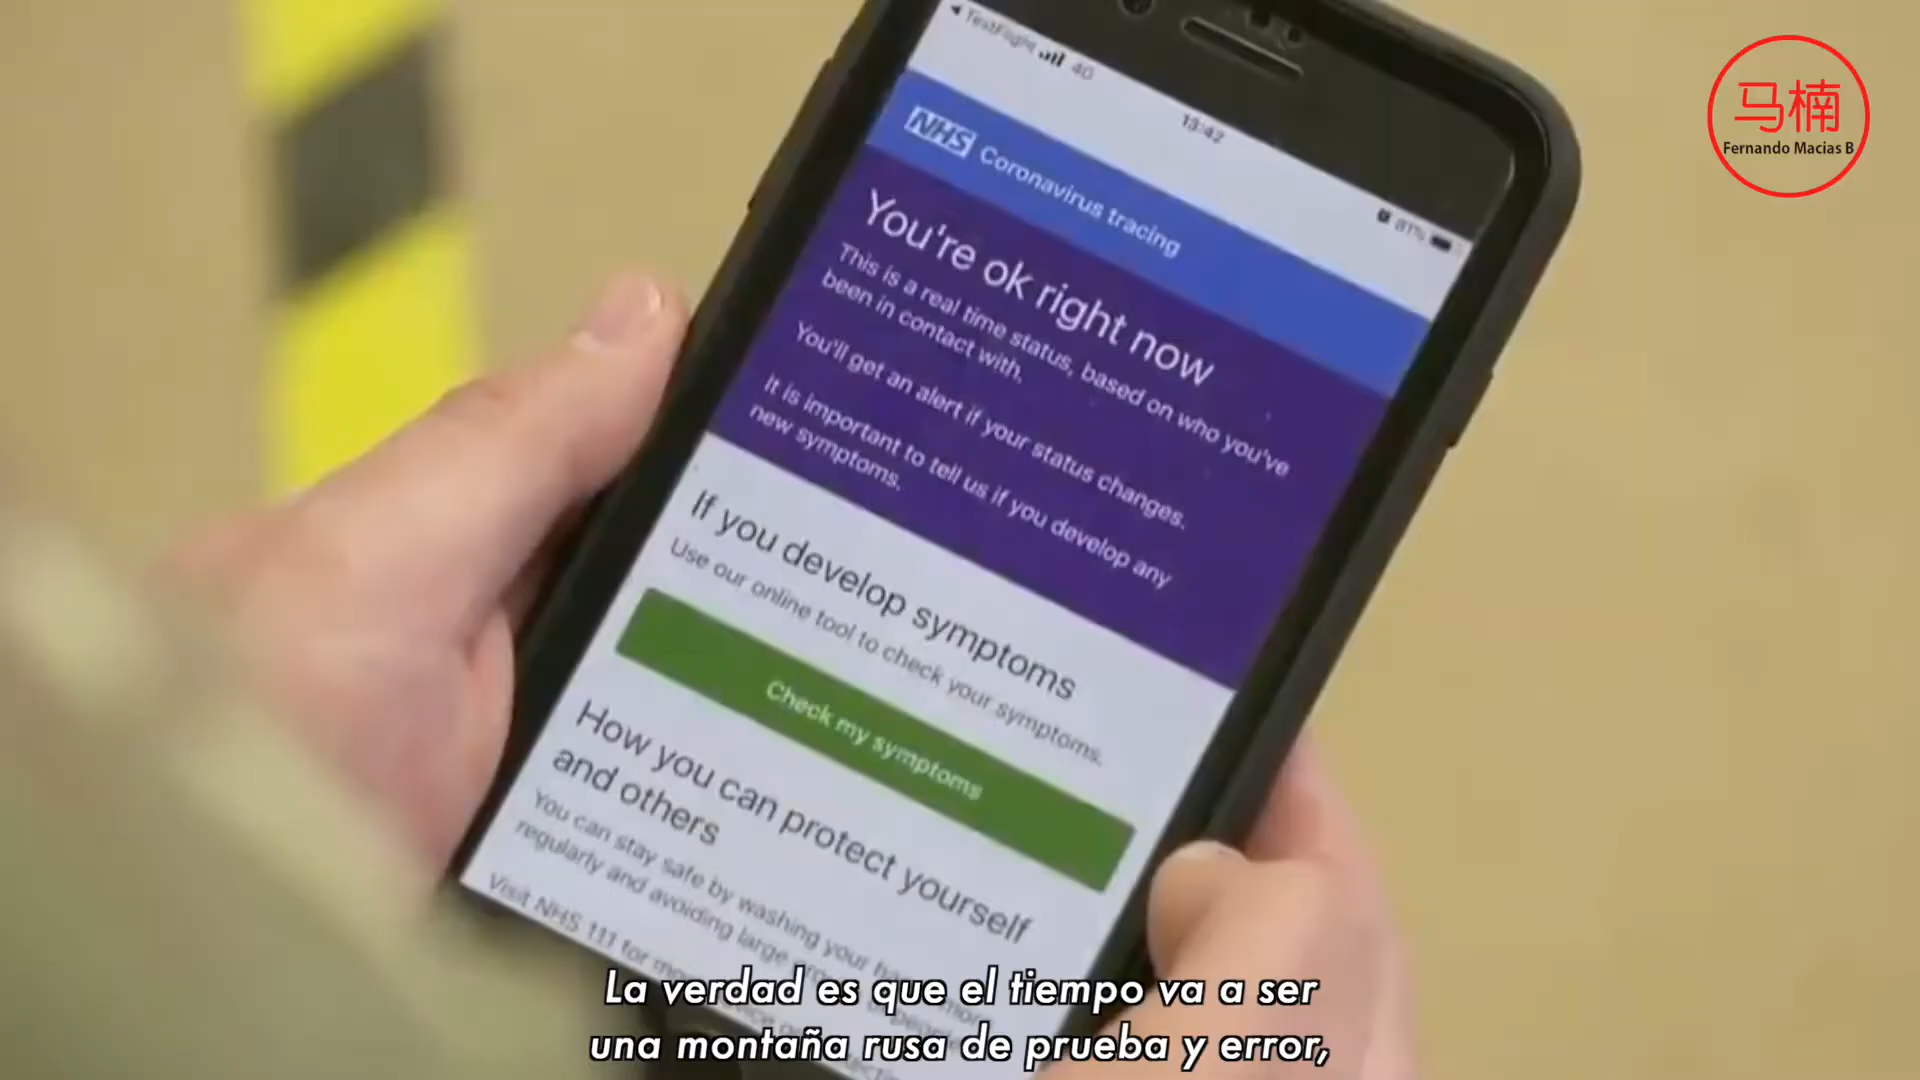 TestFlight
4G
13:42
81%
马楠
Fernando Macias B
NHS Coronavirus tracing
You're ok right now
This is a real time status, based on who you've
been in contact with.
You'll get an alert if your status changes.
It is important to tell us if you develop any
new symptoms.
If you develop symptoms
Use our online tool to check your symptoms.
Check my symptoms
How you can protect yourself
and others
You can stay safe by washing your
regularly and avoiding large
Visit NHS 111 for
La verdad es que el tiempo va a ser
una montaña rusa de prueba y error,